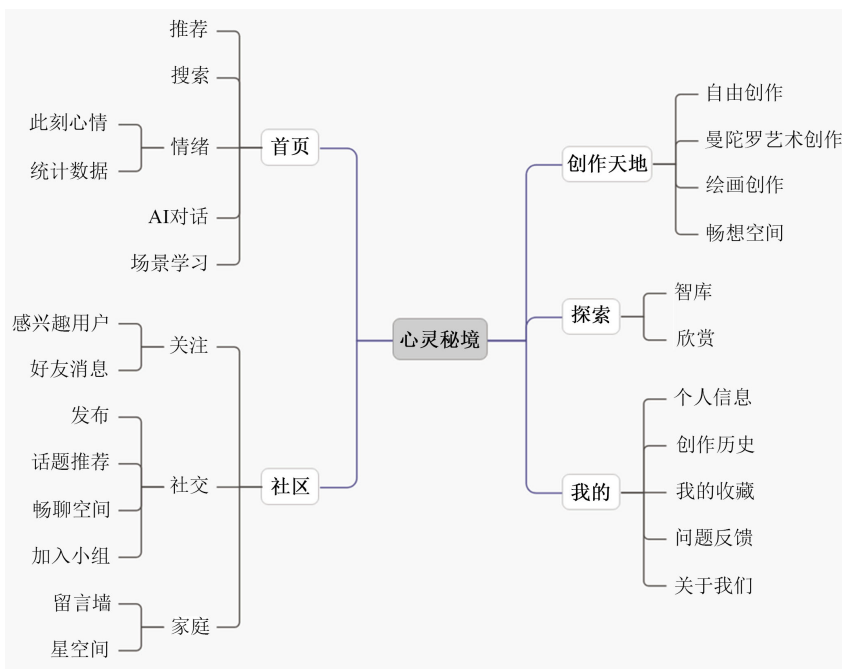 推荐
搜索
此刻心情
统计数据
情绪
首页
AI对话
场景学习
感兴趣用户
好友消息
关注
发布
话题推荐
畅聊空间
加入小组
社交
社区
留言墙
星空间
家庭
心灵秘境
创作天地
自由创作
曼陀罗艺术创作
绘画创作
畅想空间
探索
智库
欣赏
我的
个人信息
创作历史
我的收藏
问题反馈
关于我们